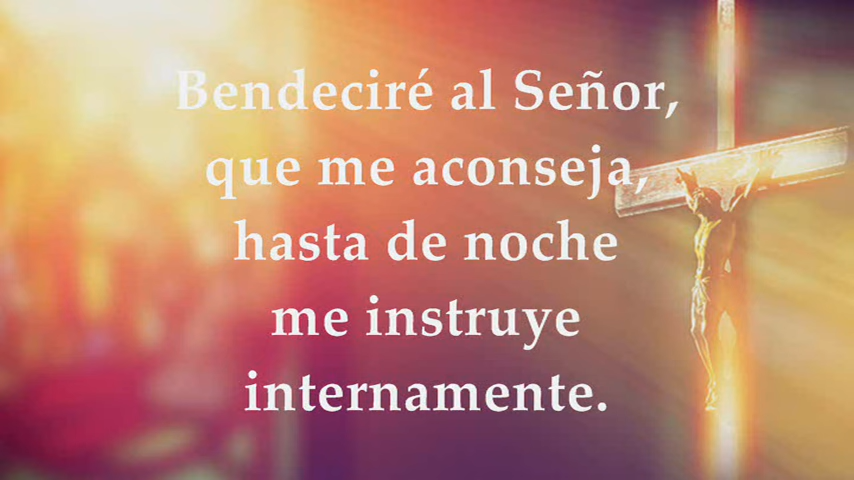 Bendeciré al Señor,
que me aconseja,
hasta de noche
me instruye
internamente.